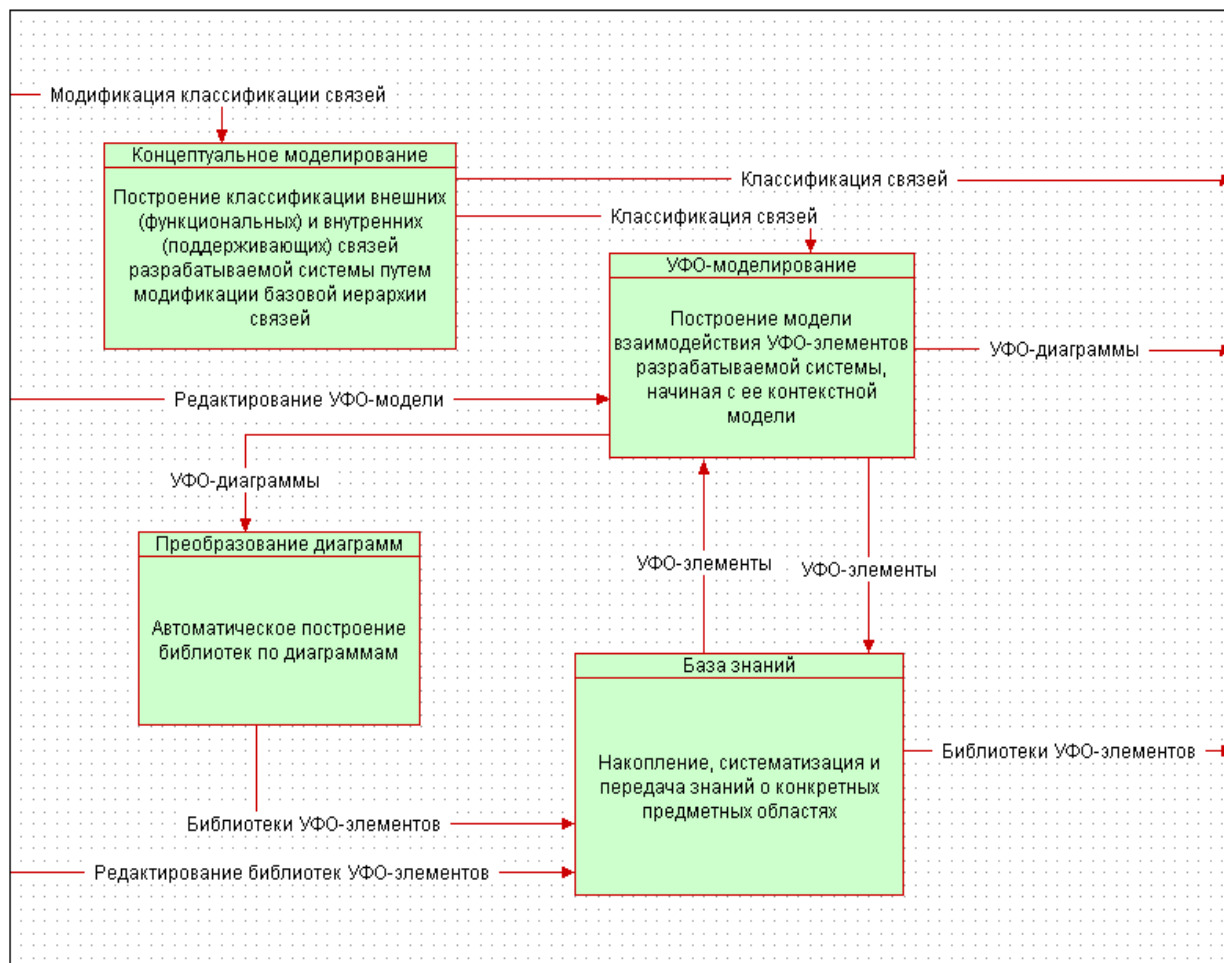 Модификация классификации связей
Концептуальное моделирование
Построение классификации внешних
(функциональных) и внутренних
(поддерживающих) связей
разрабатываемой системы путем
модификации базовой иерархии
связей
Классификация связей
Классификация связей
УФО-моделирование
Построение модели
взаимодействия УФО-элементов
разрабатываемой системы,
начиная с ее контекстной
модели
УФО-диаграммы
Редактирование УФО-модели
УФО-диаграммы
Преобразование диаграмм
Автоматическое построение
библиотек по диаграммам
УФО-элементы
УФО-элементы
База знаний
Накопление, систематизация и
передача знаний о конкретных
предметных областях
Библиотеки УФО-элементов
Библиотеки УФО-элементов
Редактирование библиотек УФО-элементов